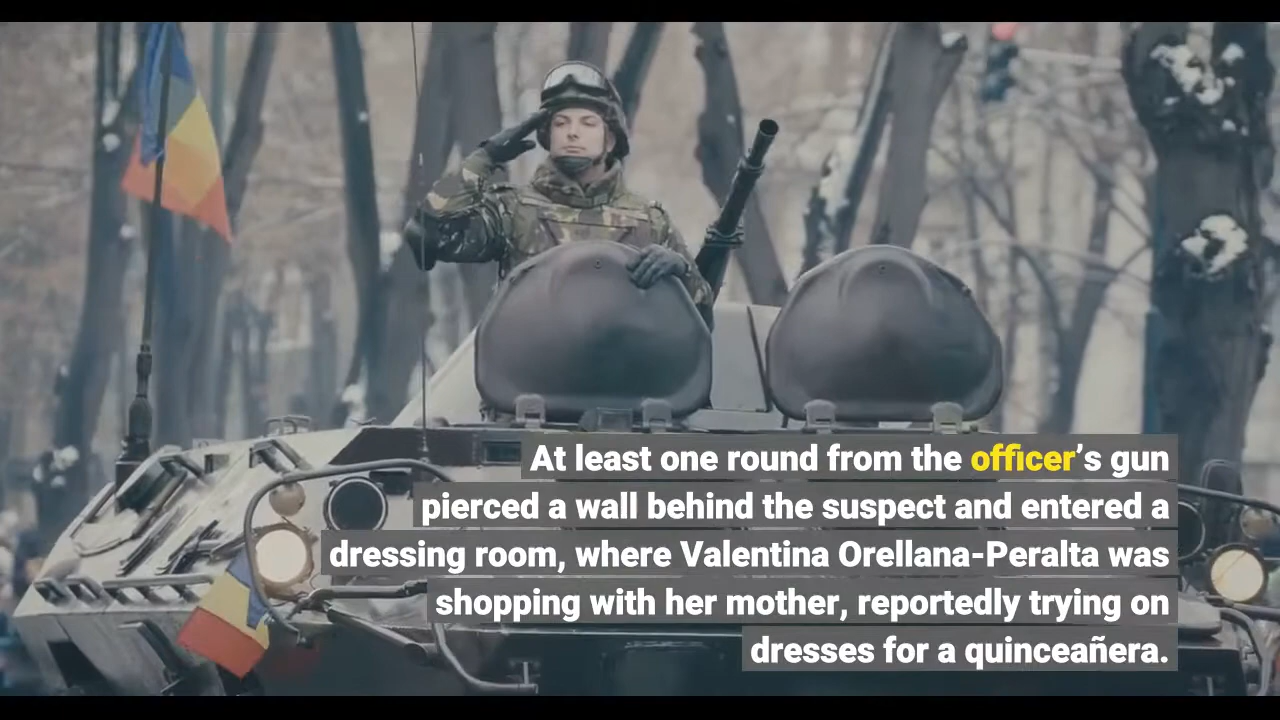 At least one round from the officer’s gun
pierced a wall behind the suspect and entered a
dressing room, where Valentina Orellana-Peralta was
shopping with her mother, reportedly trying on
dresses for a quinceañera.